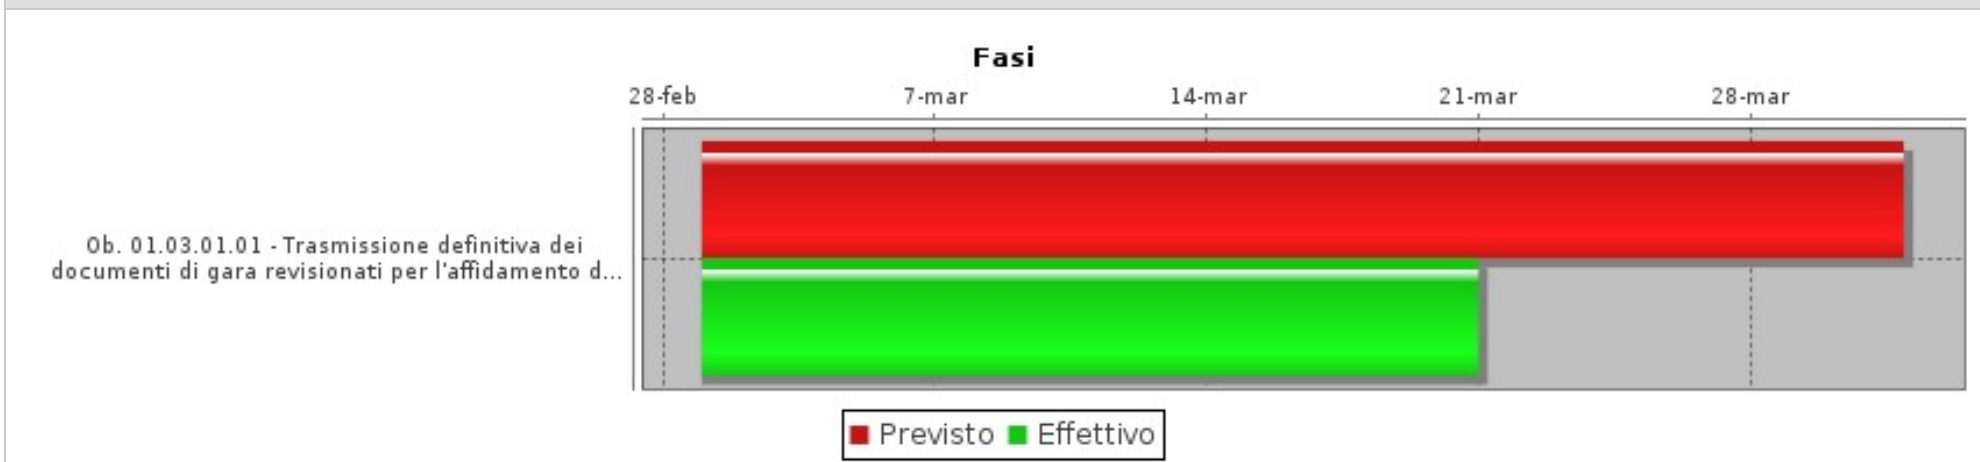 Fasi
28-feb 7-mar 14-mar 21-mar 28-mar
Ob. 01.03.01.01 - Trasmissione definitiva dei
documenti di gara revisionati per l'affidamento d...
Previsto Effettivo